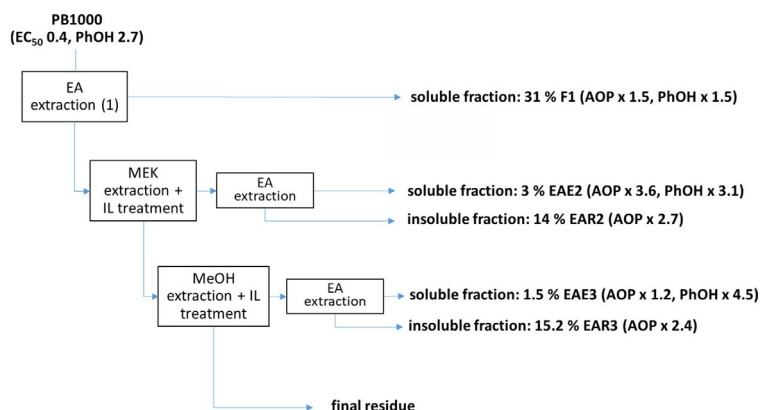 PB1000
(EC50 0.4, PhOH 2.7)
EA
extraction (1)
soluble fraction: 31 % F1 (AOP x 1.5, PhOH x 1.5)
MEK
extraction +
IL treatment
EA
extraction
soluble fraction: 3 % EAE2 (AOP x 3.6, PhOH x 3.1)
insoluble fraction: 14 % EAR2 (AOP x 2.7)
MeOH
extraction + IL
treatment
EA
extraction
soluble fraction: 1.5 % EAE3 (AOP x 1.2, PhOH x 4.5)
insoluble fraction: 15.2 % EAR3 (AOP x 2.4)
final residue